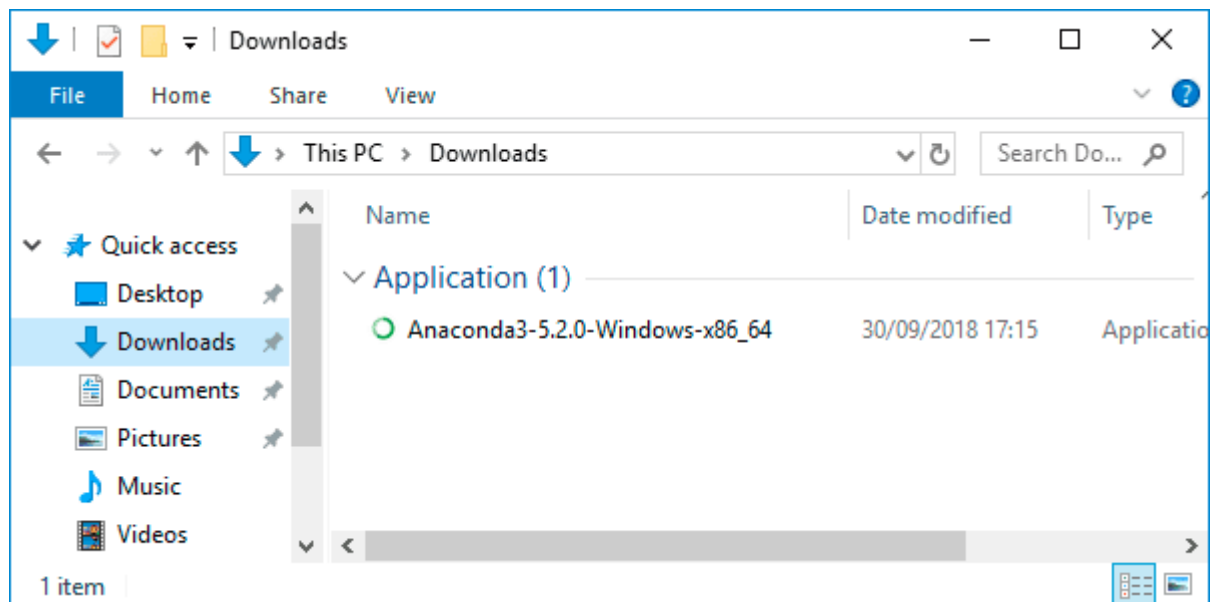 Downloads
File Home Share View
This PC > Downloads
Search Do...
Name Date modified Type
Quick access
Application (1)
Desktop
Anaconda3-5.2.0-Windows-x86_64 30/09/2018 17:15 Applicatio
Downloads
Documents
Pictures
Music
Videos
1 item